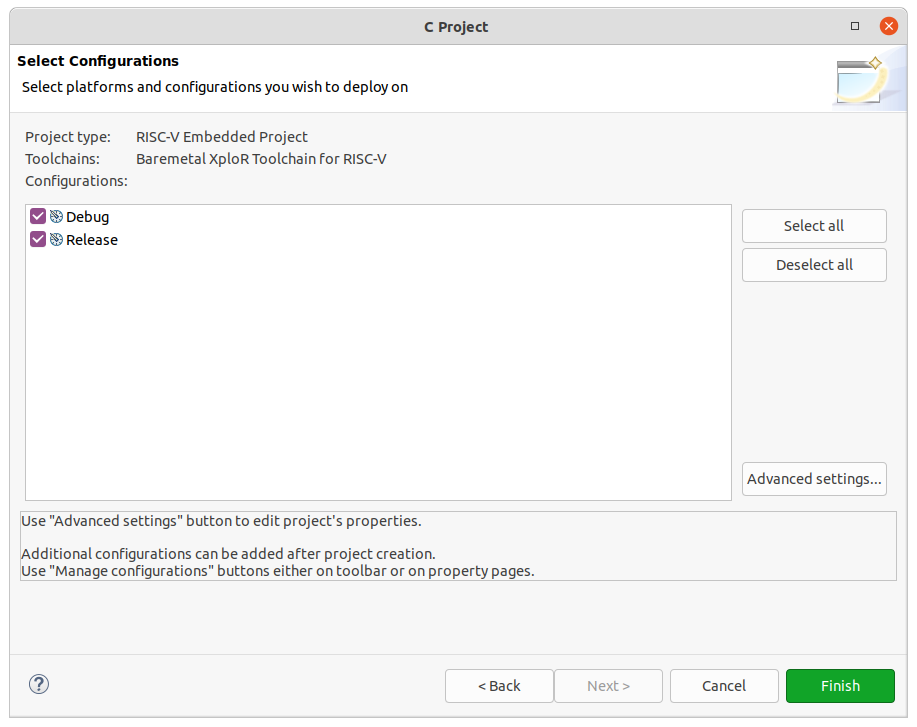 C Project
Select Configurations
Select platforms and configurations you wish to deploy on
Project type: RISC-V Embedded Project
Toolchains: Baremetal XploR Toolchain for RISC-V
Configurations:
Debug
Release
Select all
Deselect all
Advanced settings...
Use "Advanced settings" button to edit project's properties.
Additional configurations can be added after project creation.
Use "Manage configurations" buttons either on toolbar or on property pages.
?
< Back
Next >
Cancel
Finish